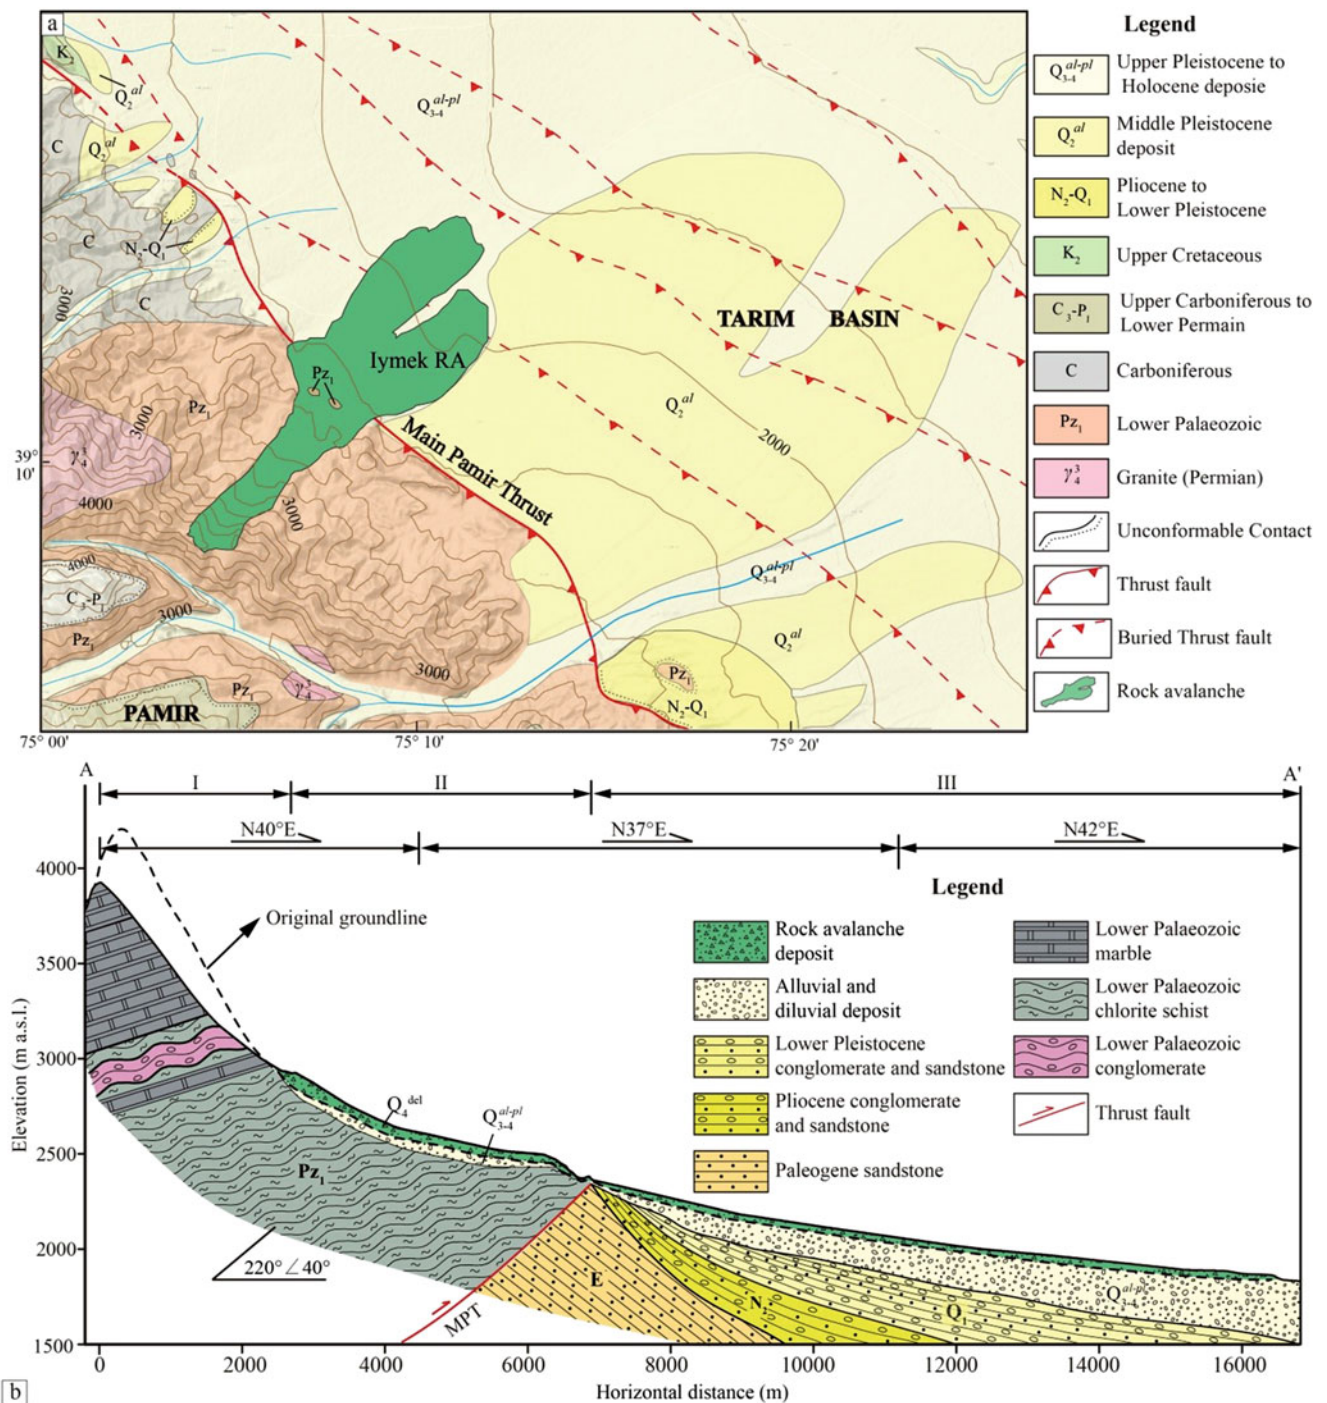 a
K₂
Q₂ᵃˡ
Q₃₋₄ᵃˡ⁻ᵖˡ
C
Q₂ᵃˡ
N₂-Q₁
C
C
3000
TARIM BASIN
Iymek RA
Pz₁
Pz₁
3000
Q₂ᵃˡ
2000
Main Pamir Thrust
39°
10'
γ₄³
4000
3000
4000
C₃-P₁
3000
Pz₁
Q₃₋₄ᵃˡ⁻ᵖˡ
Q₂ᵃˡ
3000
Pz₁
γ₄³
Pz₁
N₂-Q₁
PAMIR
75° 00'
75° 10'
75° 20'
Legend
Q₃₋₄ᵃˡ⁻ᵖˡ Upper Pleistocene to
Holocene deposie
Q₂ᵃˡ Middle Pleistocene
deposit
N₂-Q₁ Pliocene to
Lower Pleistocene
K₂ Upper Cretaceous
C₃-P₁ Upper Carboniferous to
Lower Permain
C Carboniferous
Pz₁ Lower Palaeozoic
γ₄³ Granite (Permian)
Unconformable Contact
Thrust fault
Buried Thrust fault
Rock avalanche
A
I
II
III
A'
N40°E
N37°E
N42°E
Original groundline
Legend
Rock avalanche
deposit
Alluvial and
diluvial deposit
Lower Pleistocene
conglomerate and sandstone
Pliocene conglomerate
and sandstone
Paleogene sandstone
Lower Palaeozoic
marble
Lower Palaeozoic
chlorite schist
Lower Palaeozoic
conglomerate
Thrust fault
Elevation (m a.s.l.)
4000
3500
3000
2500
2000
1500
Q₄ᵈᵉˡ
Q₃₋₄ᵃˡ⁻ᵖˡ
Pz₁
220°∠40°
MPT
E
N₂
Q₁
Q₃₋₄ᵃˡ⁻ᵖˡ
0
2000
4000
6000
8000
10000
12000
14000
16000
Horizontal distance (m)
b